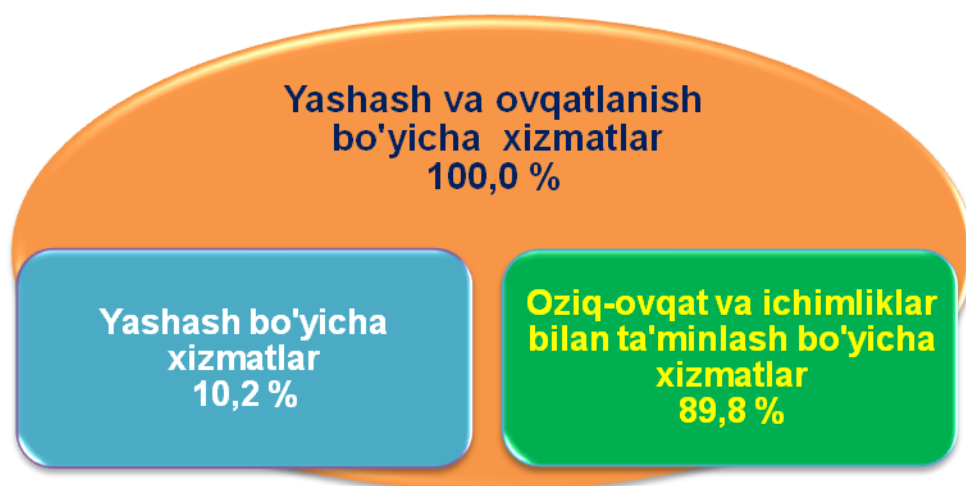 Yashash va ovqatlanish
bo'yicha xizmatlar
100,0 %
Yashash bo'yicha
xizmatlar
10,2 %
Oziq-ovqat va ichimliklar
bilan ta'minlash bo'yicha
xizmatlar
89,8 %